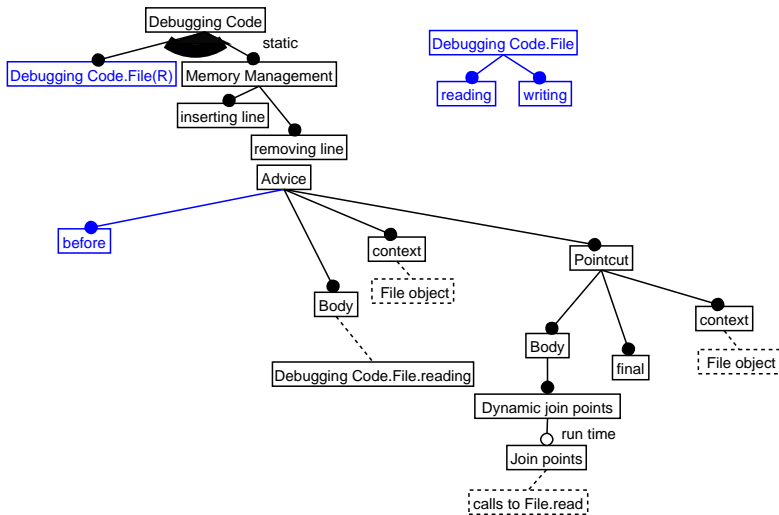 Debugging Code
static
Debugging Code.File(R)
Memory Management
inserting line
removing line
Debugging Code.File
reading
writing
Advice
before
context
File object
Body
Debugging Code.File.reading
Pointcut
Body
final
context
File object
Dynamic join points
run time
Join points
calls to File.read